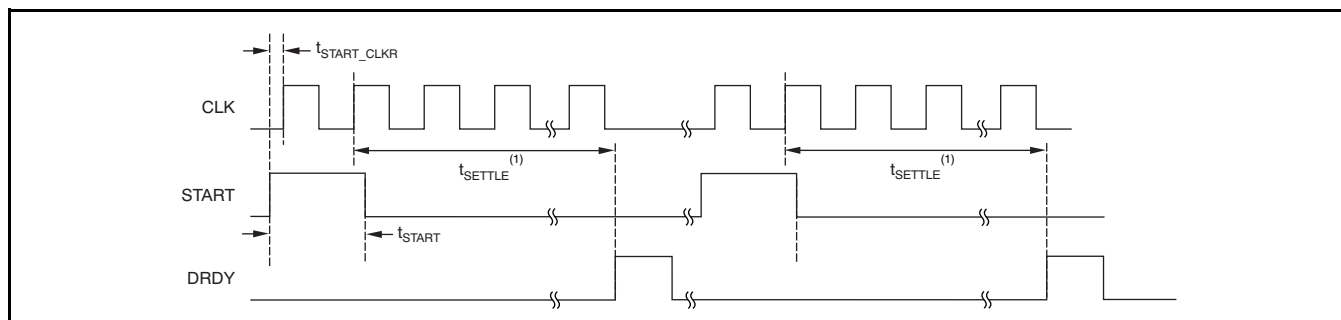 tSTART_CLKR
CLK
tSETTLE(1)
tSETTLE(1)
START
tSTART
DRDY